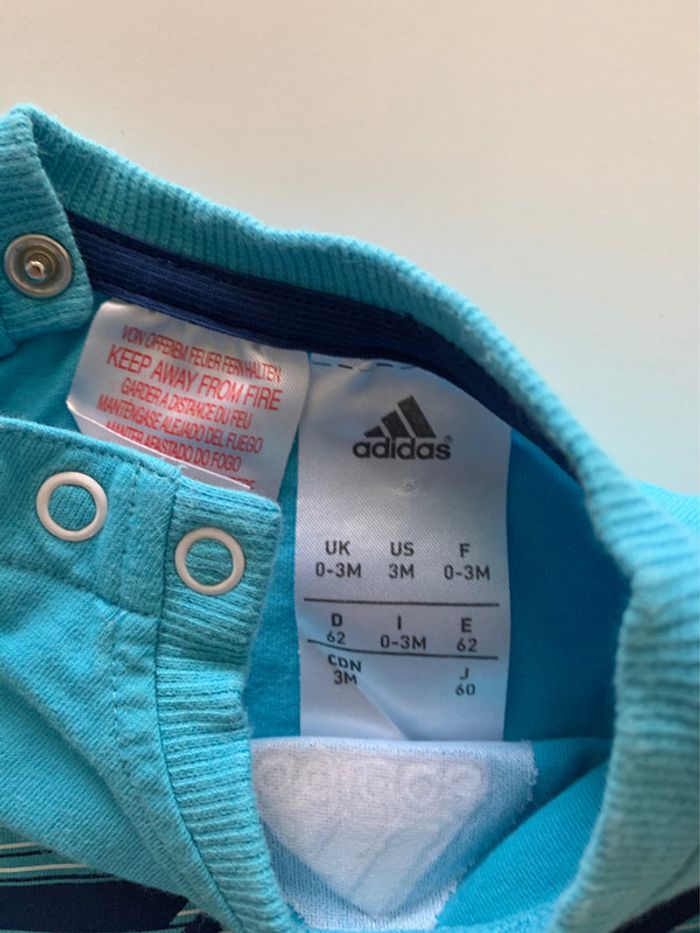 VON OFFENEM FEUER FERNHALTEN
KEEP AWAY FROM FIRE
GARDER A DISTANCE DU FEU
MANTENGASE ALEJADO DEL FUEGO
MANTER AFASTADO DO FOGO
adidas®
UK US F
0-3M 3M 0-3M
D I E
62 0-3M 62
CDN J
3M 60